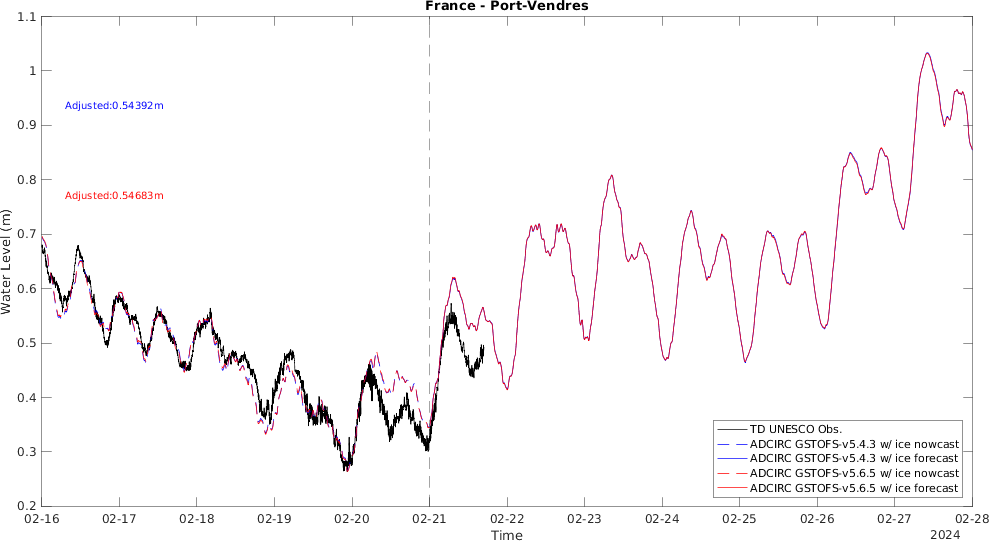 France - Port-Vendres
1.1
1
0.9
0.8
0.7
0.6
0.5
0.4
0.3
0.2
Water Level (m)
Adjusted:0.54392m
Adjusted:0.54683m
TD UNESCO Obs.
ADCIRC GSTOFS-v5.4.3 w/ ice nowcast
ADCIRC GSTOFS-v5.4.3 w/ ice forecast
ADCIRC GSTOFS-v5.6.5 w/ ice nowcast
ADCIRC GSTOFS-v5.6.5 w/ ice forecast
02-16 02-17 02-18 02-19 02-20 02-21 02-22 02-23 02-24 02-25 02-26 02-27 02-28
Time
2024